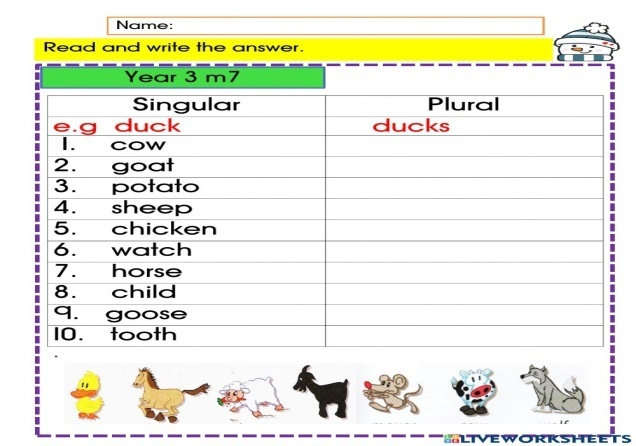 Name:
Read and write the answer.
Year 3 m7
Singular Plural
e.g duck ducks
1. cow
2. goat
3. potato
4. sheep
5. chicken
6. watch
7. horse
8. child
9. goose
10. tooth
.
LIVEWORKSHEETS